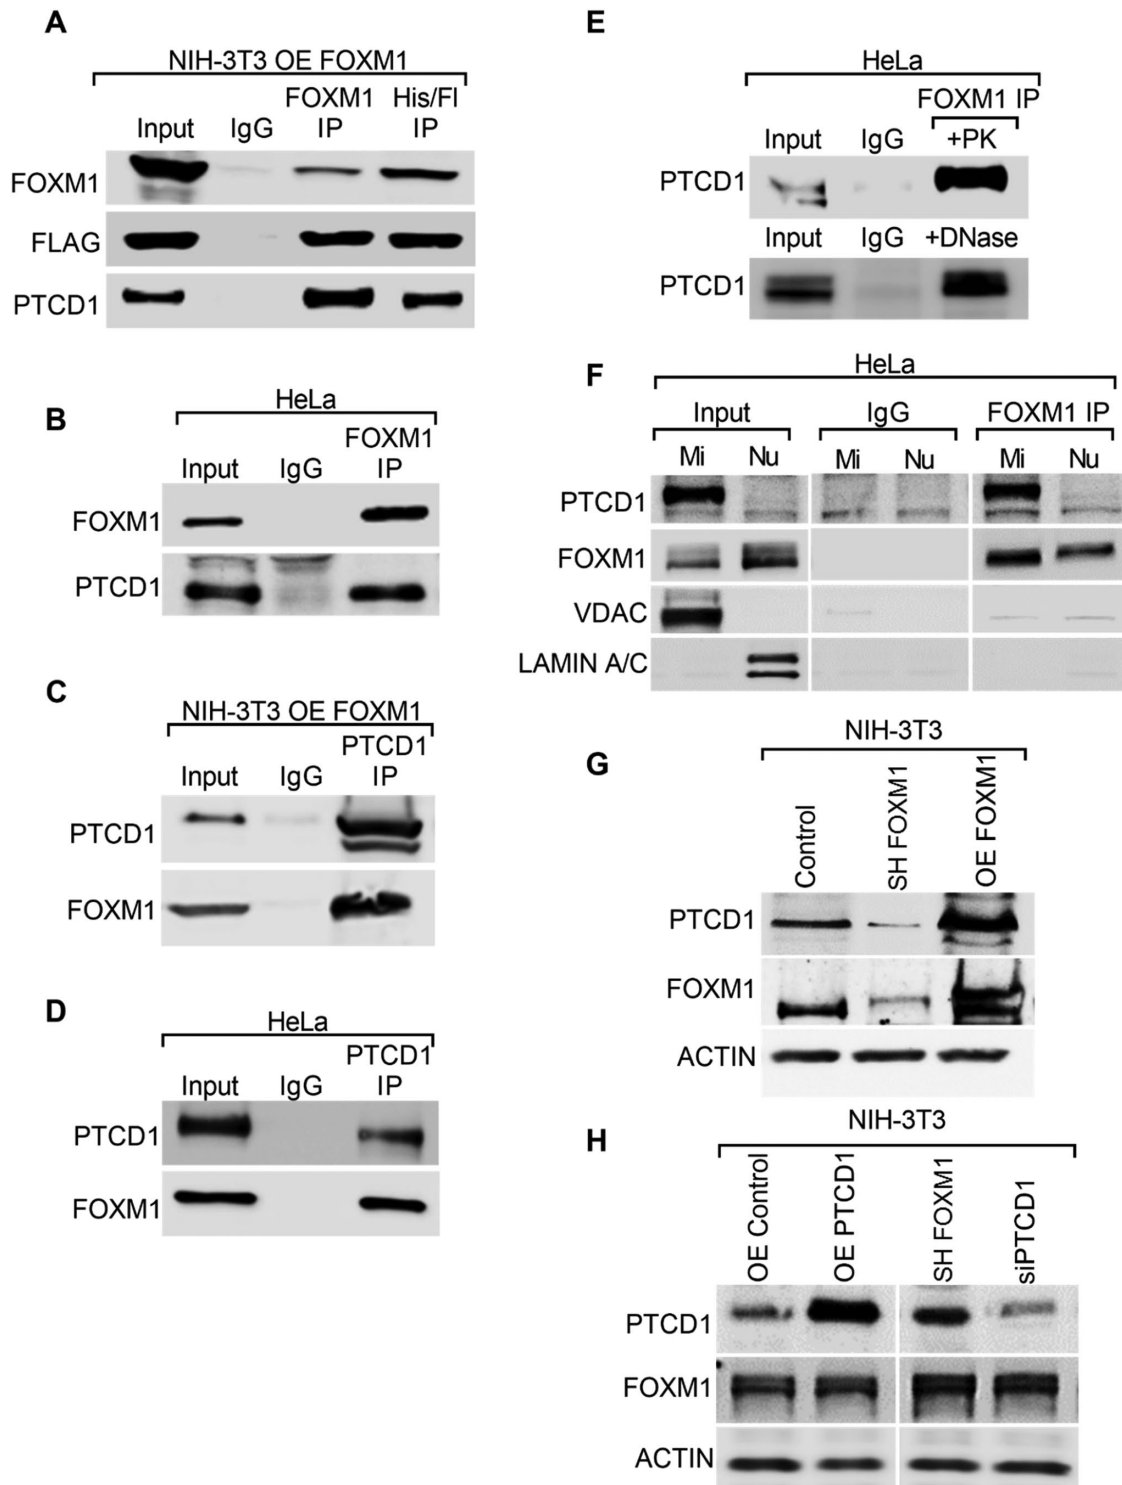 A
NIH-3T3 OE FOXM1
FOXM1 His/Fl
Input IgG IP IP
FOXM1
FLAG
PTCD1
B
HeLa
FOXM1
Input IgG IP
FOXM1
PTCD1
C
NIH-3T3 OE FOXM1
PTCD1
Input IgG IP
PTCD1
FOXM1
D
HeLa
PTCD1
Input IgG IP
PTCD1
FOXM1
E
HeLa
FOXM1 IP
Input IgG +PK
PTCD1
Input IgG +DNase
PTCD1
F
HeLa
Input IgG FOXM1 IP
Mi Nu Mi Nu Mi Nu
PTCD1
FOXM1
VDAC
LAMIN A/C
G
NIH-3T3
Control
SH FOXM1
OE FOXM1
PTCD1
FOXM1
ACTIN
H
NIH-3T3
OE Control
OE PTCD1
SH FOXM1
siPTCD1
PTCD1
FOXM1
ACTIN